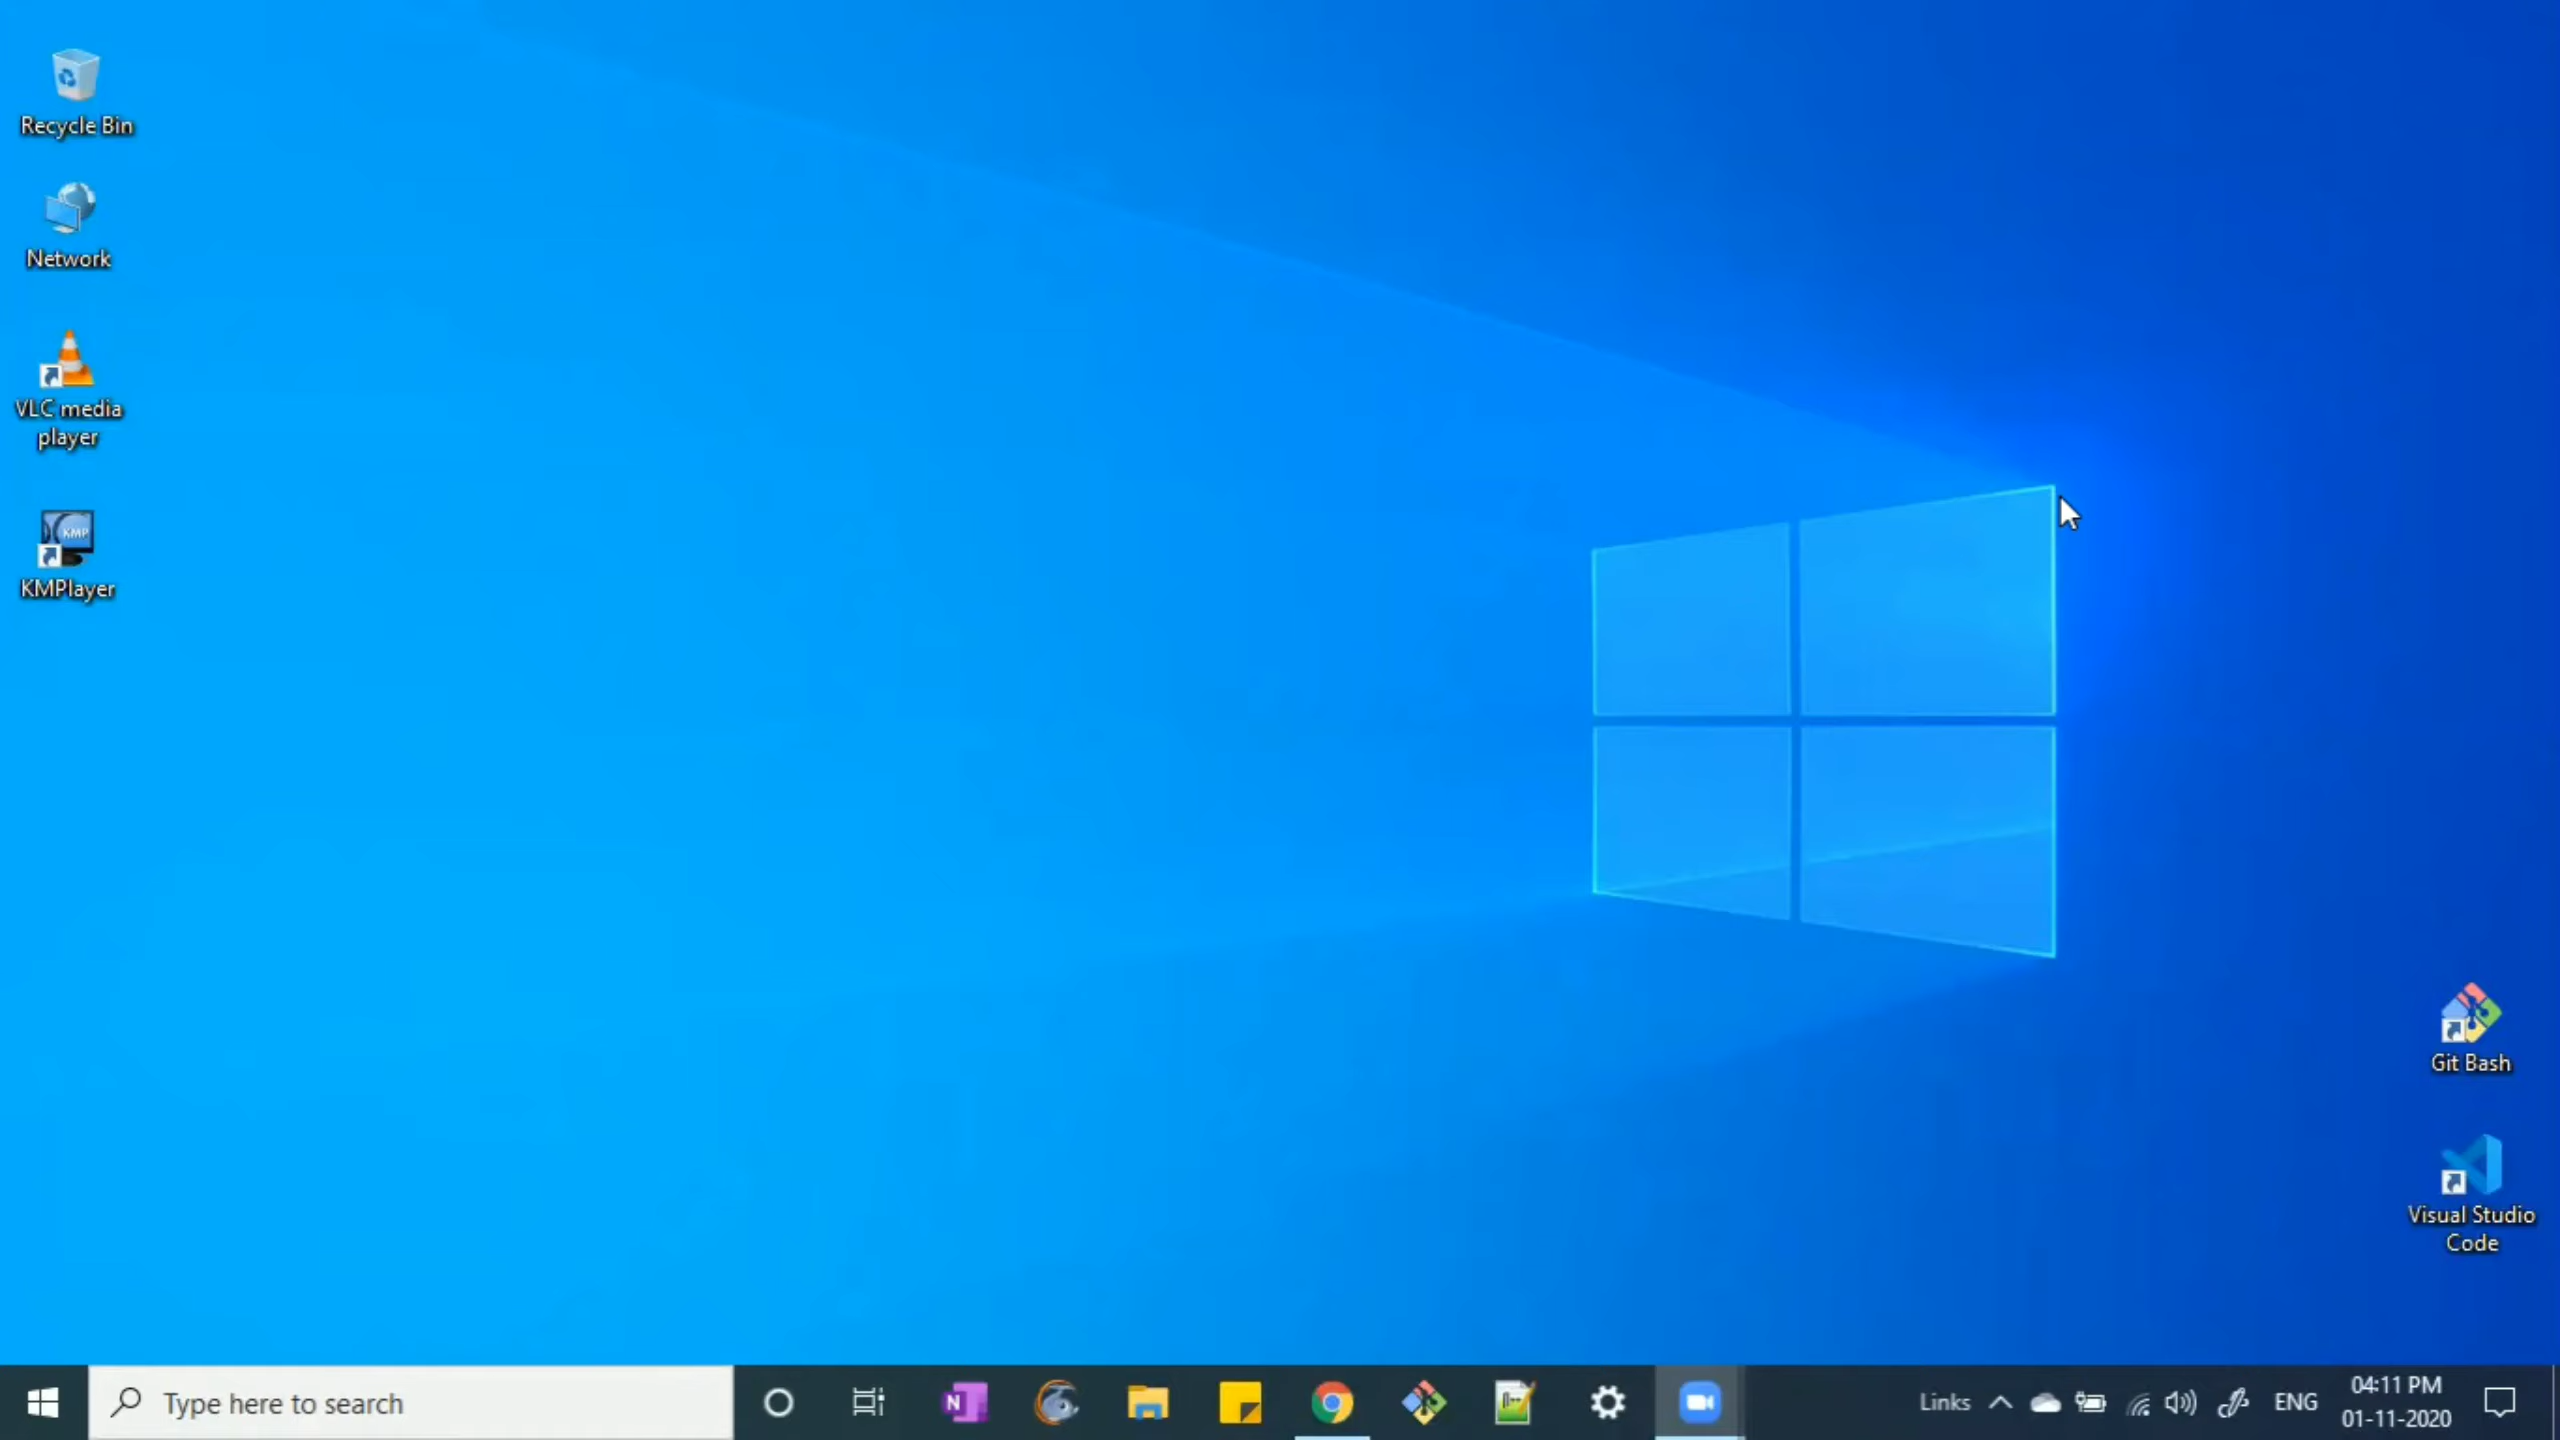 Recycle Bin
Network
VLC media
player
KMP
KMPlayer
Git Bash
Visual Studio
Code
Type here to search
N
Links
ENG
04:11 PM
01-11-2020